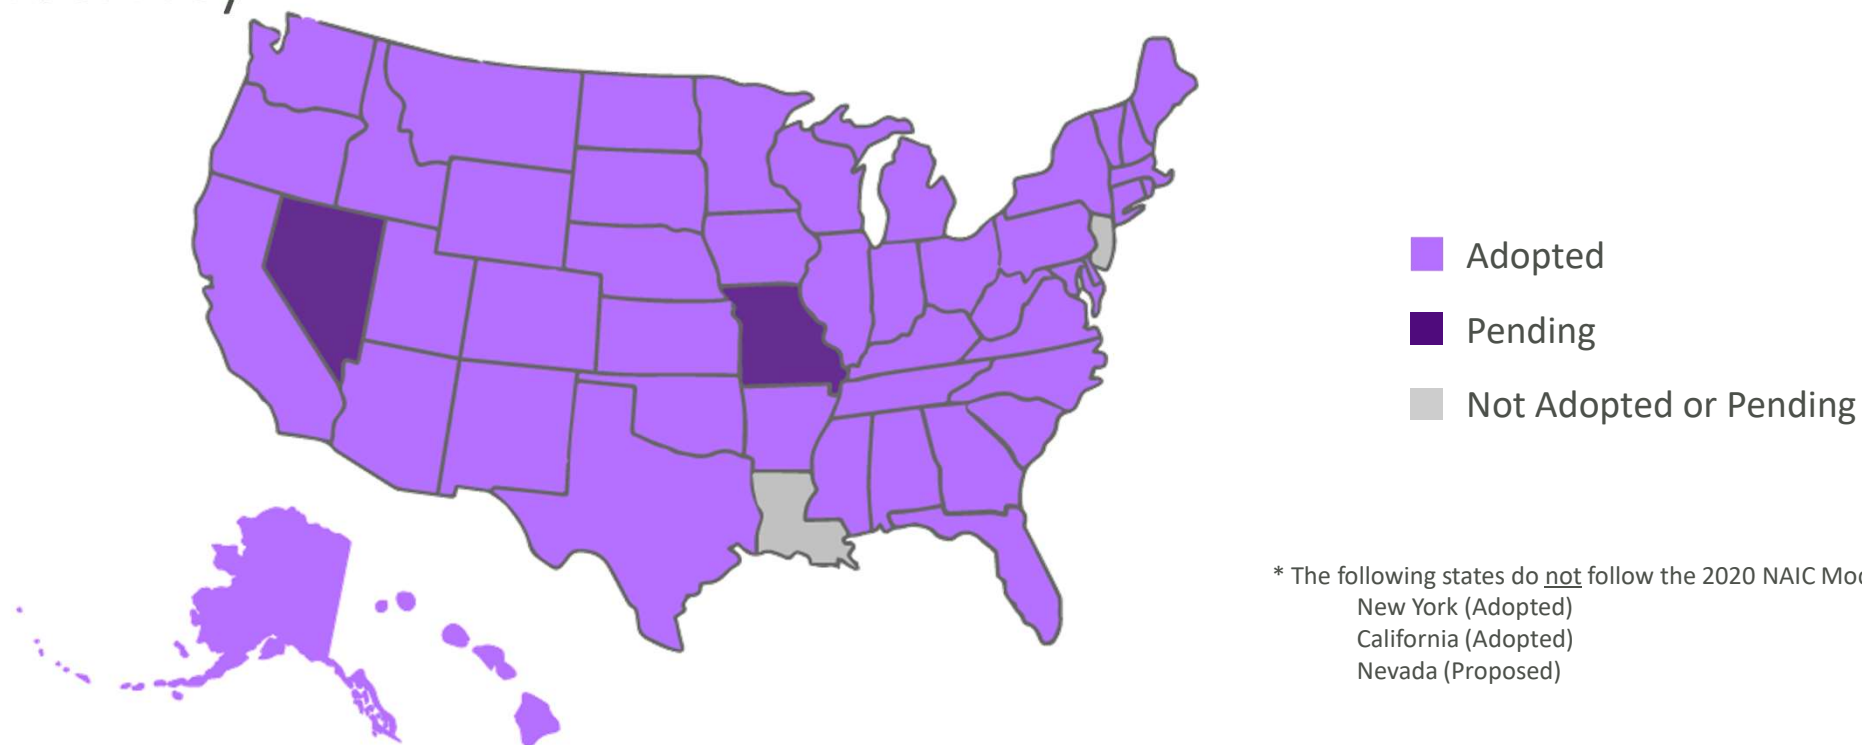 Adopted
Pending
Not Adopted or Pending
* The following states do not follow the 2020 NAIC
New York (Adopted)
California (Adopted)
Nevada (Proposed)